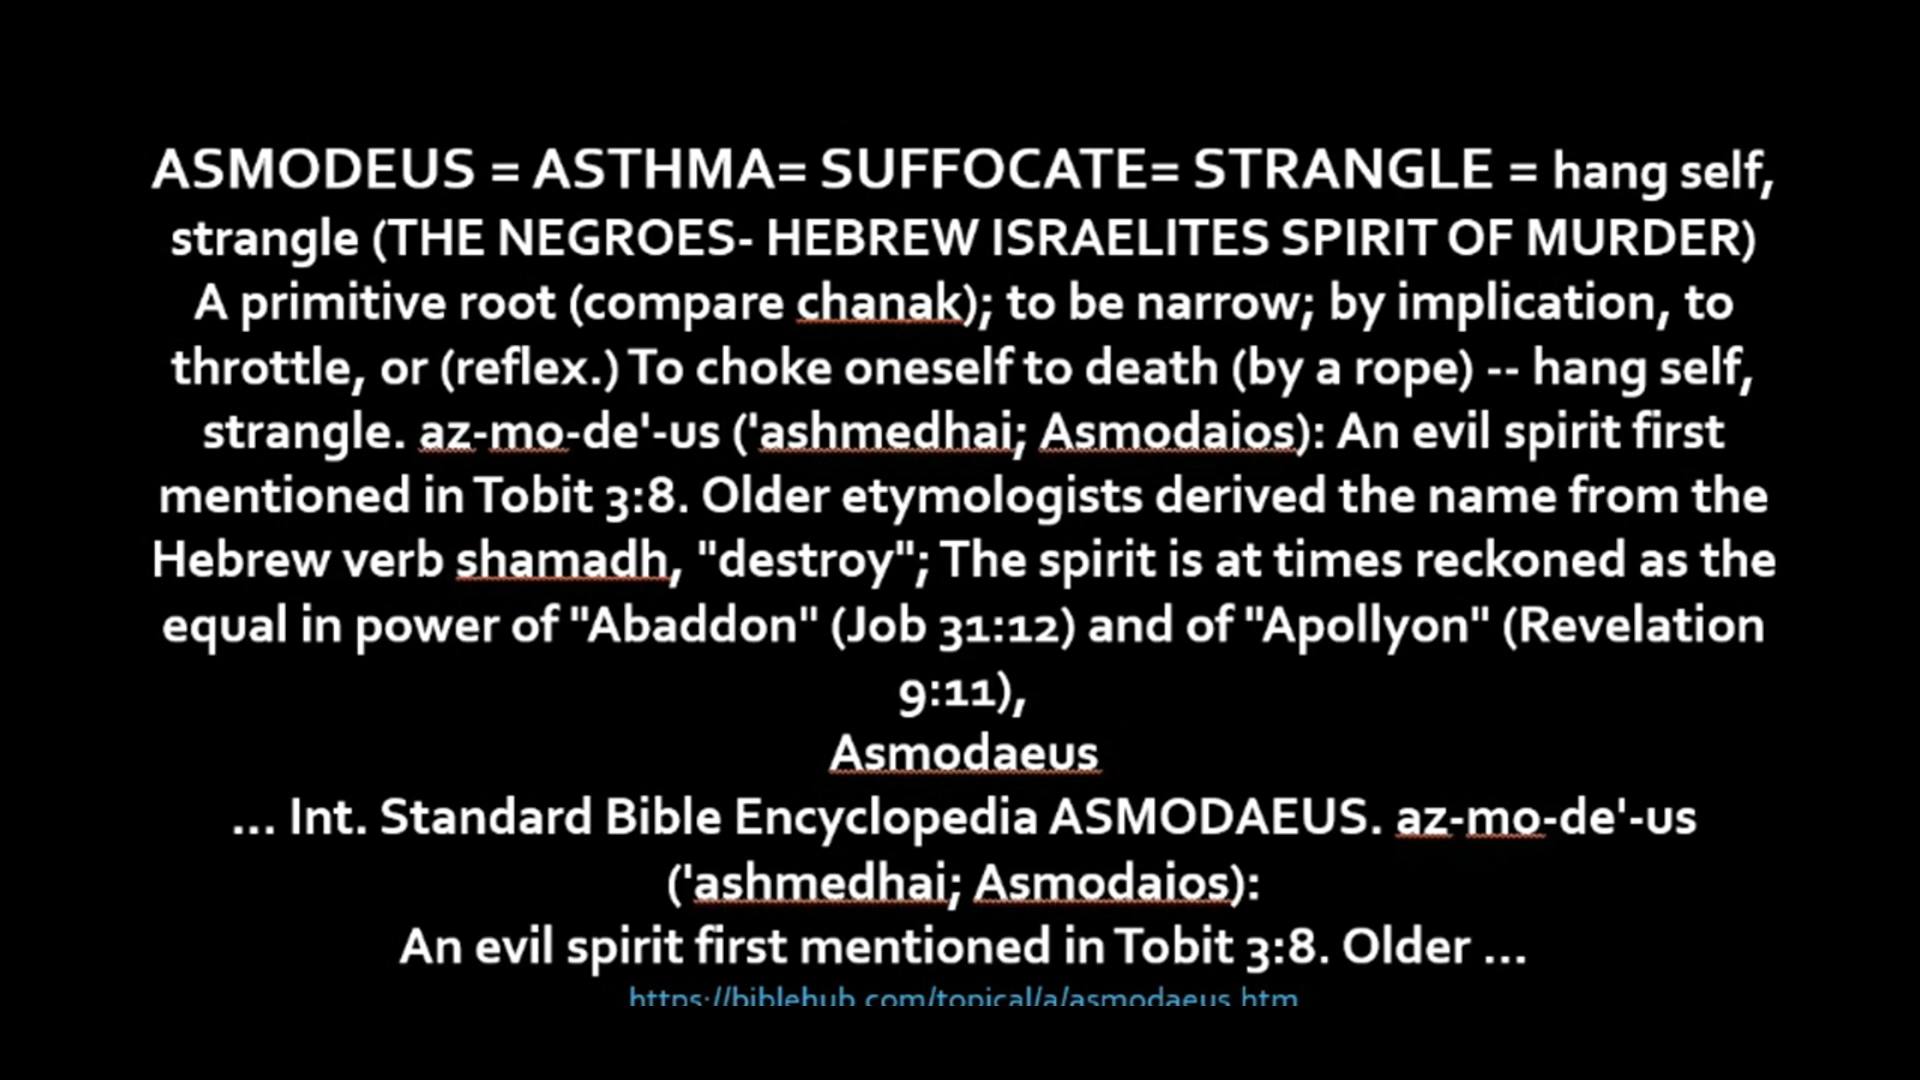 ASMODEUS = ASTHMA= SUFFOCATE= STRANGLE = hang self,
strangle (THE NEGROES- HEBREW ISRAELITES SPIRIT OF MURDER)
A primitive root (compare chanak); to be narrow; by implication, to
throttle, or (reflex.) To choke oneself to death (by a rope) -- hang self,
strangle. az-mo-de'-us ('ashmedhai; Asmodaios): An evil spirit first
mentioned in Tobit 3:8. Older etymologists derived the name from the
Hebrew verb shamadh, "destroy"; The spirit is at times reckoned as the
equal in power of "Abaddon" (Job 31:12) and of "Apollyon" (Revelation
9:11),
Asmodaeus
... Int. Standard Bible Encyclopedia ASMODAEUS. az-mo-de'-us
('ashmedhai; Asmodaios):
An evil spirit first mentioned in Tobit 3:8. Older ...
https://biblehub.com/topical/a/asmodaeus.htm